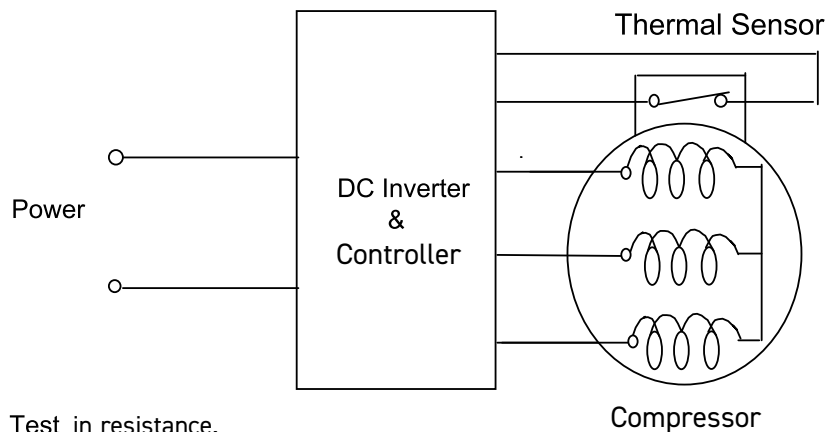 Thermal Sensor
Power
DC Inverter
&
Controller
Compressor
Test in resistance.